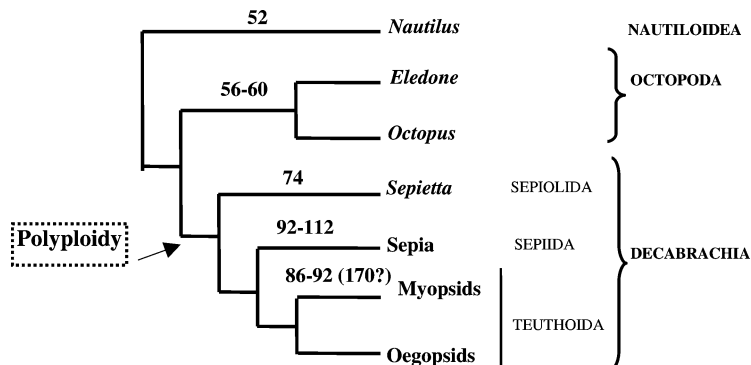 52
Nautilus
NAUTILOIDEA
Eledone
OCTOPODA
56-60
Octopus
74
Sepietta
SEPIOLIDA
Polyploidy
92-112
Sepia
SEPIIDA
DECABRACHIA
86-92 (170?)
Myopsids
TEUTHOIDA
Oegopsids